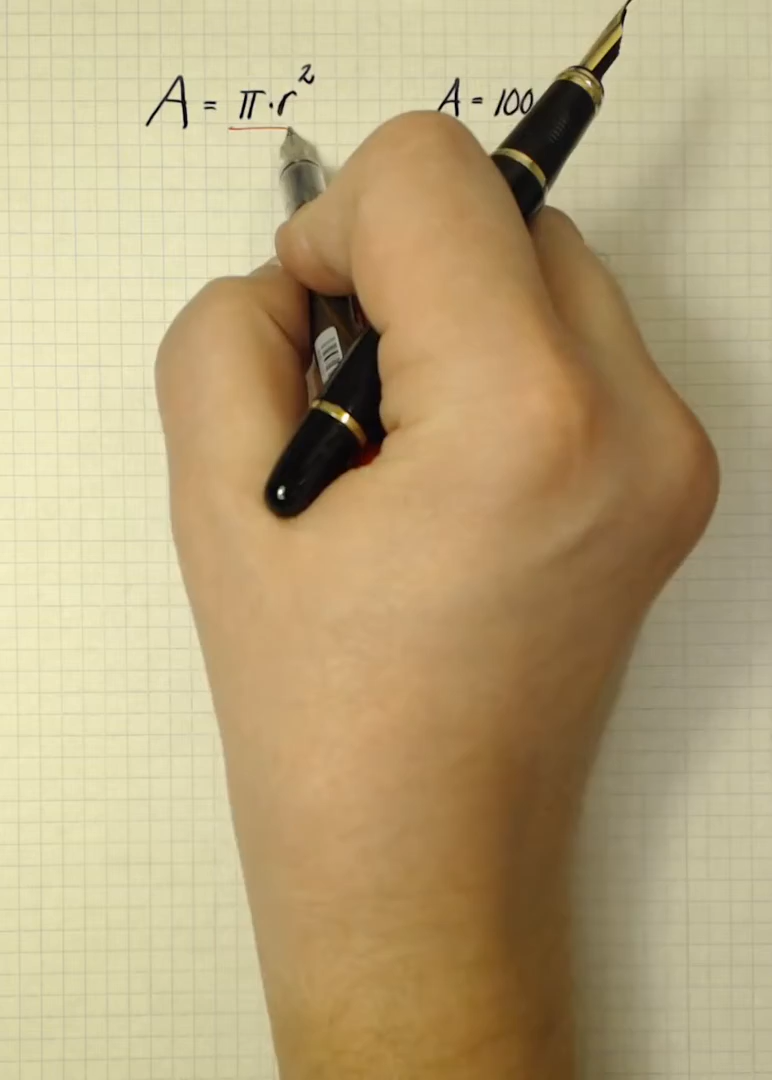 A = π·r² A = 100